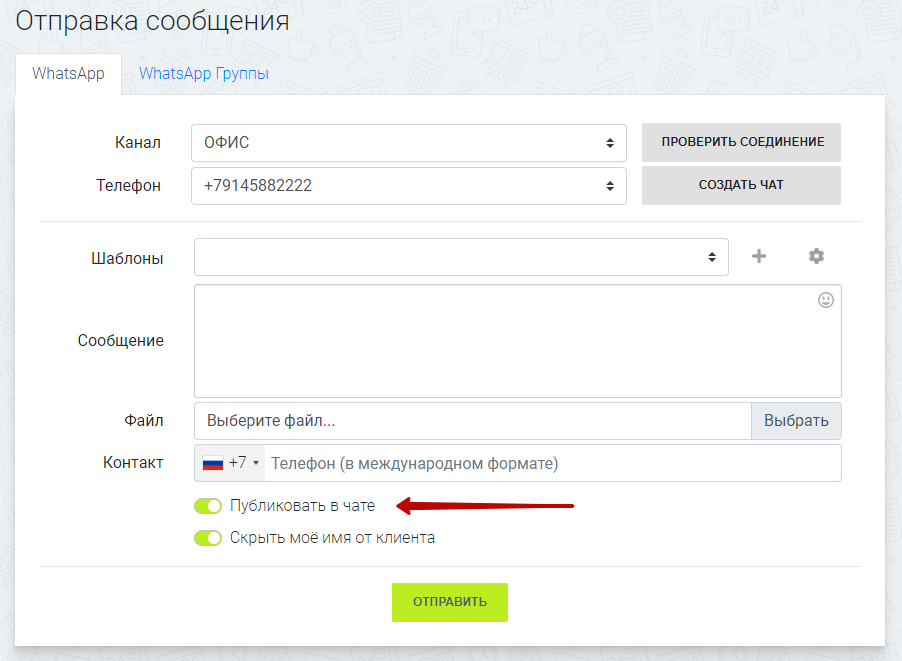 Отправка сообщения
WhatsApp WhatsApp Группы
Канал ОФИС ПРОВЕРИТЬ СОЕДИНЕНИЕ
Телефон +79145882222 СОЗДАТЬ ЧАТ
Шаблоны
Сообщение
Файл Выберите файл... Выбрать
Контакт +7 Телефон (в международном формате)
Публиковать в чате
Скрыть моё имя от клиента
ОТПРАВИТЬ